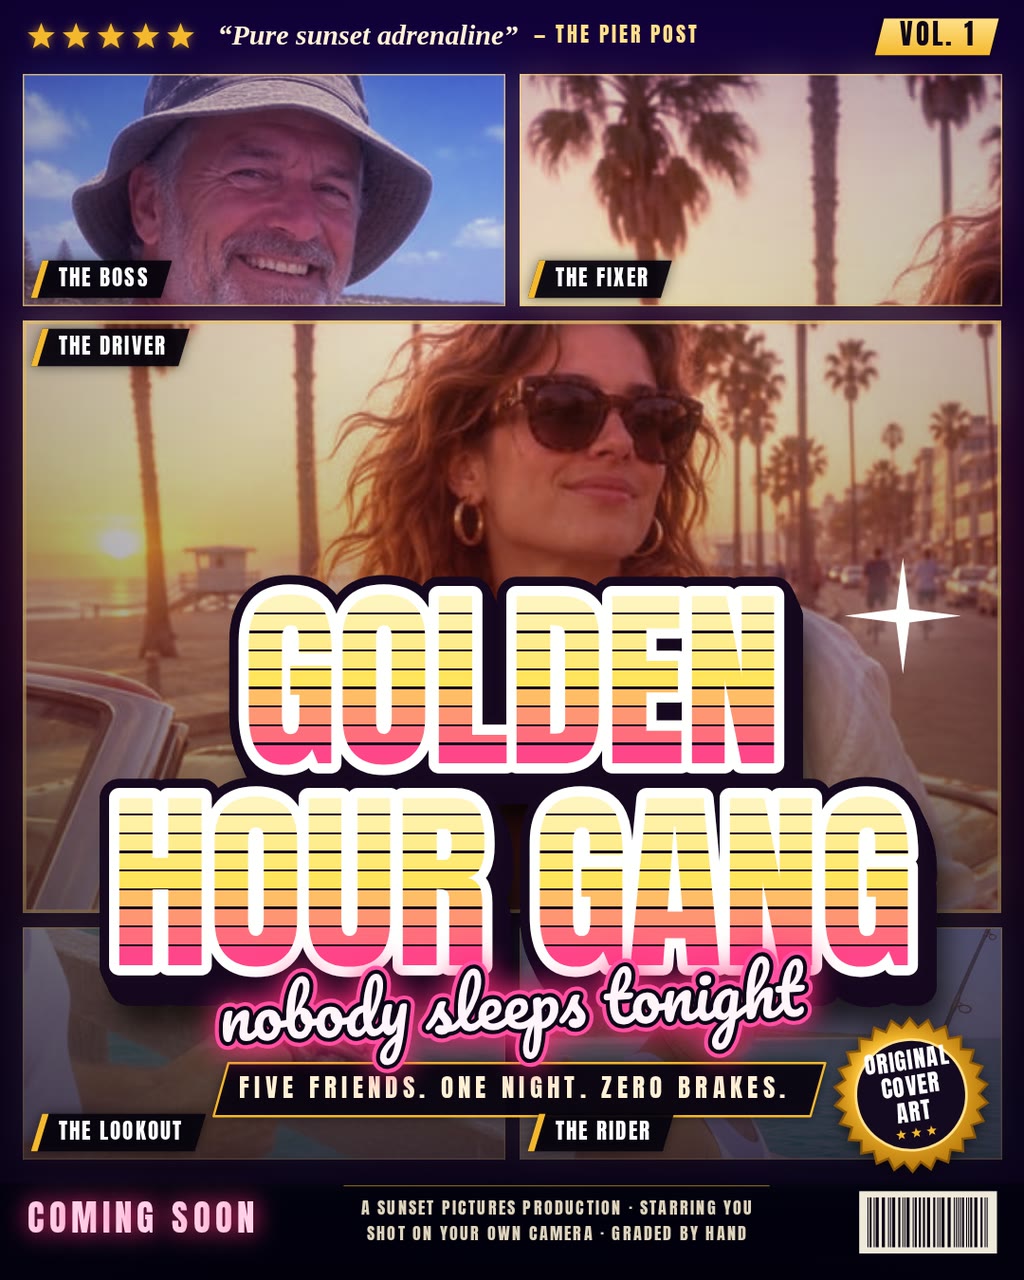 “Pure sunset adrenaline” – THE PIER POST
VOL. 1
THE BOSS
THE FIXER
THE DRIVER
GOLDEN
HOUR GANG
nobody sleeps tonight
FIVE FRIENDS. ONE NIGHT. ZERO BRAKES.
ORIGINAL
COVER
ART
THE LOOKOUT
THE RIDER
COMING SOON
A SUNSET PICTURES PRODUCTION · STARRING YOU
SHOT ON YOUR OWN CAMERA · GRADED BY HAND